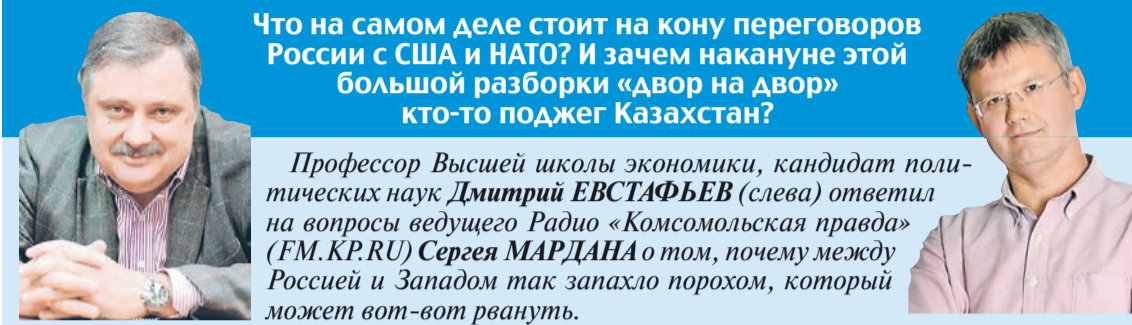 Что на самом деле стоит на кону переговоров
России с США и НАТО? И зачем накануне этой
большой разборки «двор на двор»
кто-то поджег Казахстан?
Профессор Высшей школы экономики, кандидат поли-
тических наук Дмитрий ЕВСТАФЬЕВ (слева) ответил
на вопросы ведущего Радио «Комсомольская правда»
(FM.KP.RU) Сергея МАРДАНА о том, почему между
Россией и Западом так запахло порохом, который
может вот-вот рвануть.